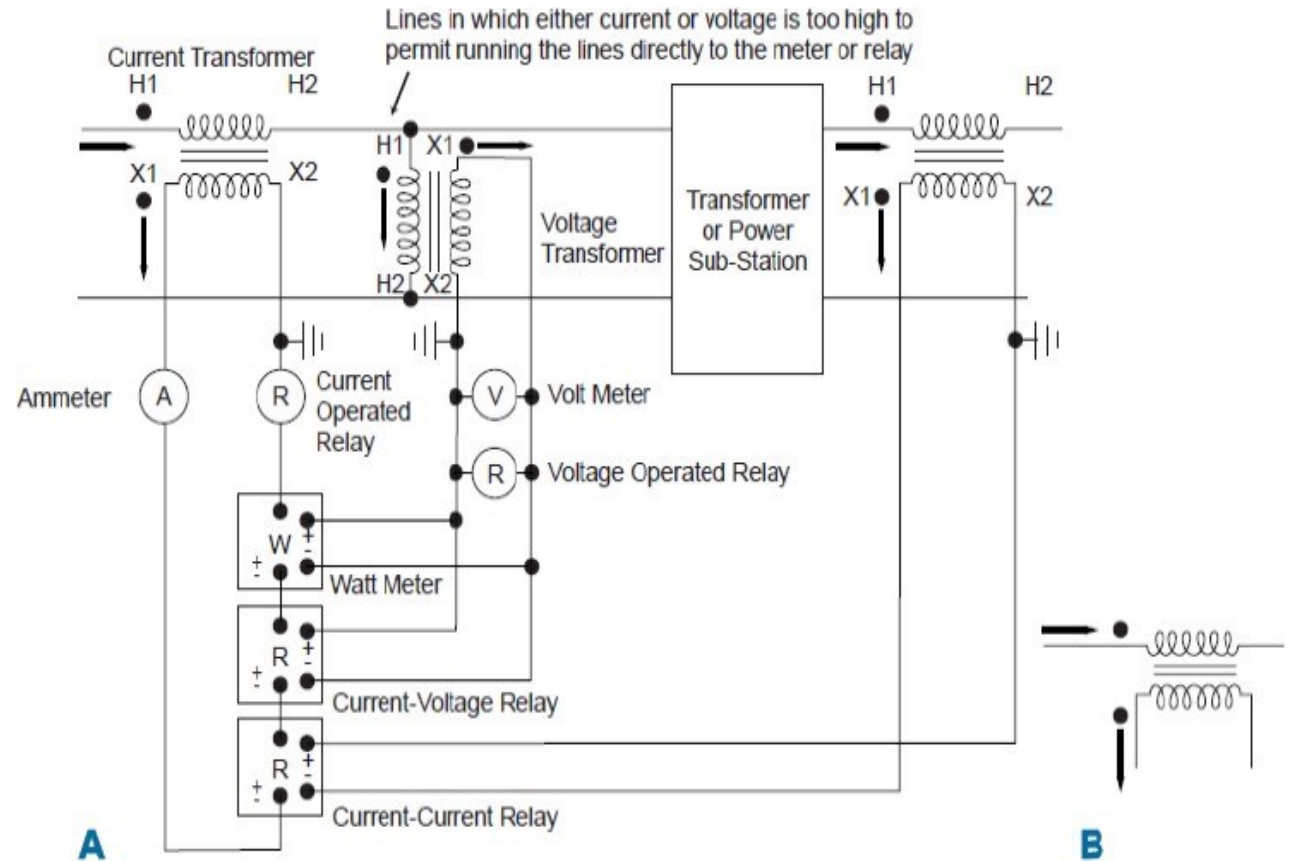 Lines in which either current or voltage is too high to
permit running the lines directly to the meter or relay
Current Transformer
H1 H2
X1 X2
H1 X1
H2 X2
Voltage
Transformer
Transformer
or Power
Sub-Station
H1 H2
X1 X2
Ammeter
A
R
Current
Operated
Relay
V
Volt Meter
R
Voltage Operated Relay
W
+
-
+
-
Watt Meter
R
+
-
+
-
Current-Voltage Relay
R
+
-
+
-
Current-Current Relay
A
B